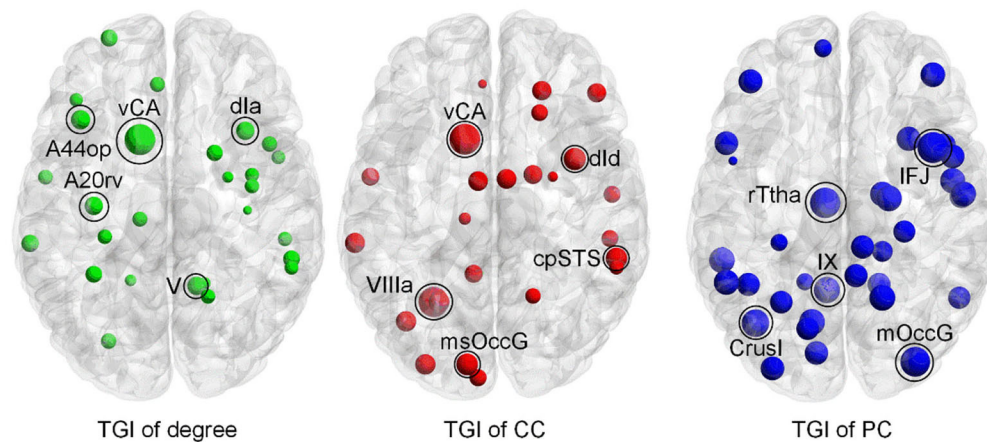 vCA
dIa
A44op
A20rv
V
TGI of degree
vCA
dId
cpSTS
VIIIa
msOccG
TGI of CC
IFJ
rTtha
IX
CrusI
mOccG
TGI of PC